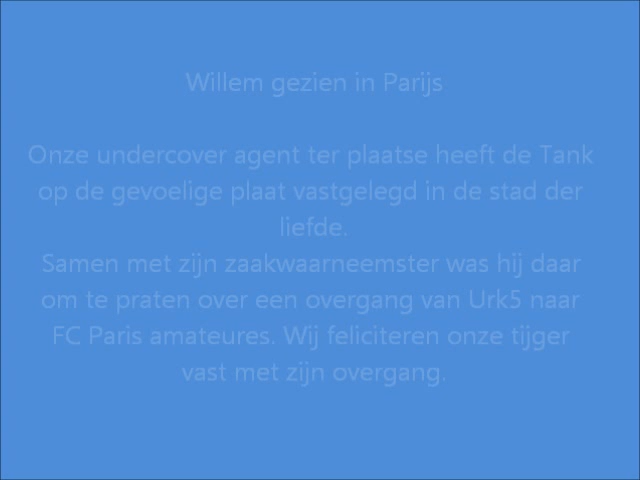 Willem gezien in Parijs
Onze undercover agent ter plaatse heeft de Tank
op de gevoelige plaat vastgelegd in de stad der
liefde.
Samen met zijn zaakwaarneemster was hij daar
om te praten over een overgang van Urk5 naar
FC Paris amateures. Wij feliciteren onze tijger
vast met zijn overgang.